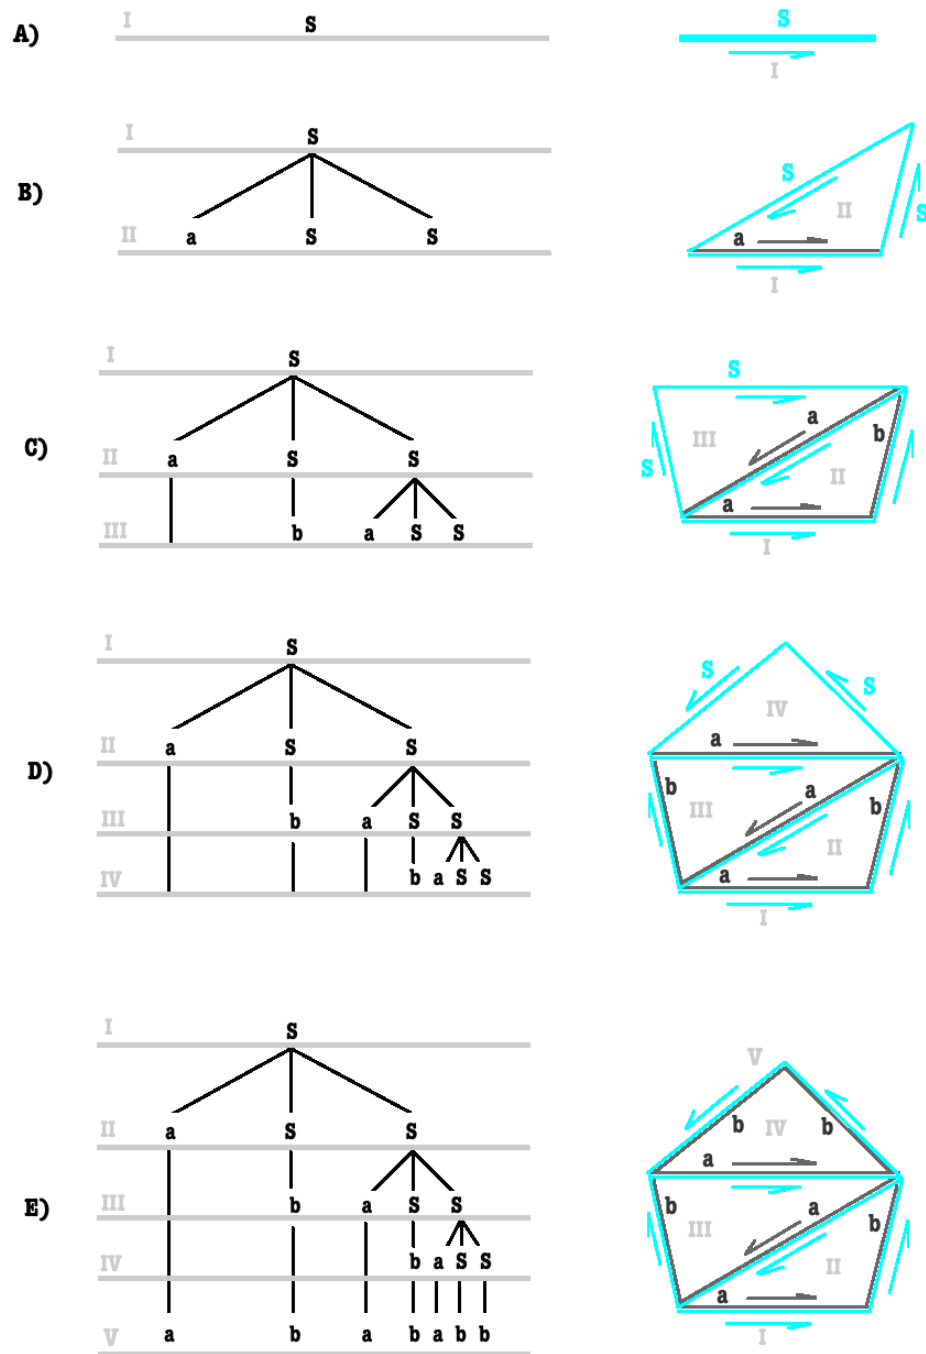 I S S
A)
I
I S
S
B) II S
II a S S a
I
I S S
a
C) III b
II a S S S II
a
III b a S S
I
I S
S S
IV
II a S S a
D) b a b
III b a S S III
II
IV b a S S a
I
I S
V
II a S S b IV b
a
E) III b a S S b a b
III
IV b a S S II
a
V a b a b a b b I